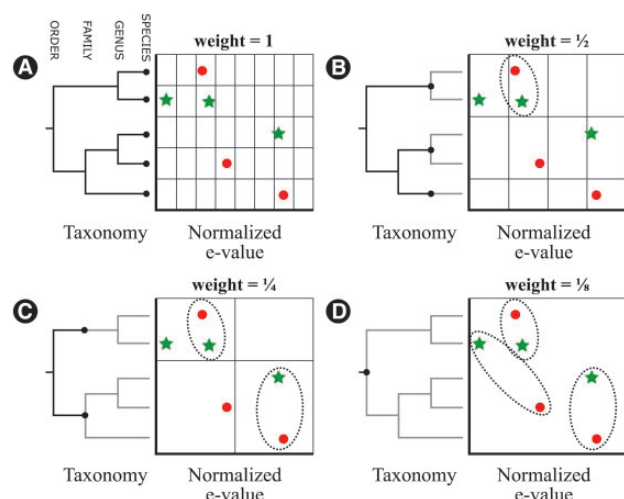 ORDER
FAMILY
GENUS
SPECIES
weight = 1
A
Taxonomy
Normalized
e-value
weight = ½
B
Taxonomy
Normalized
e-value
weight = ¼
C
Taxonomy
Normalized
e-value
weight = ⅛
D
Taxonomy
Normalized
e-value